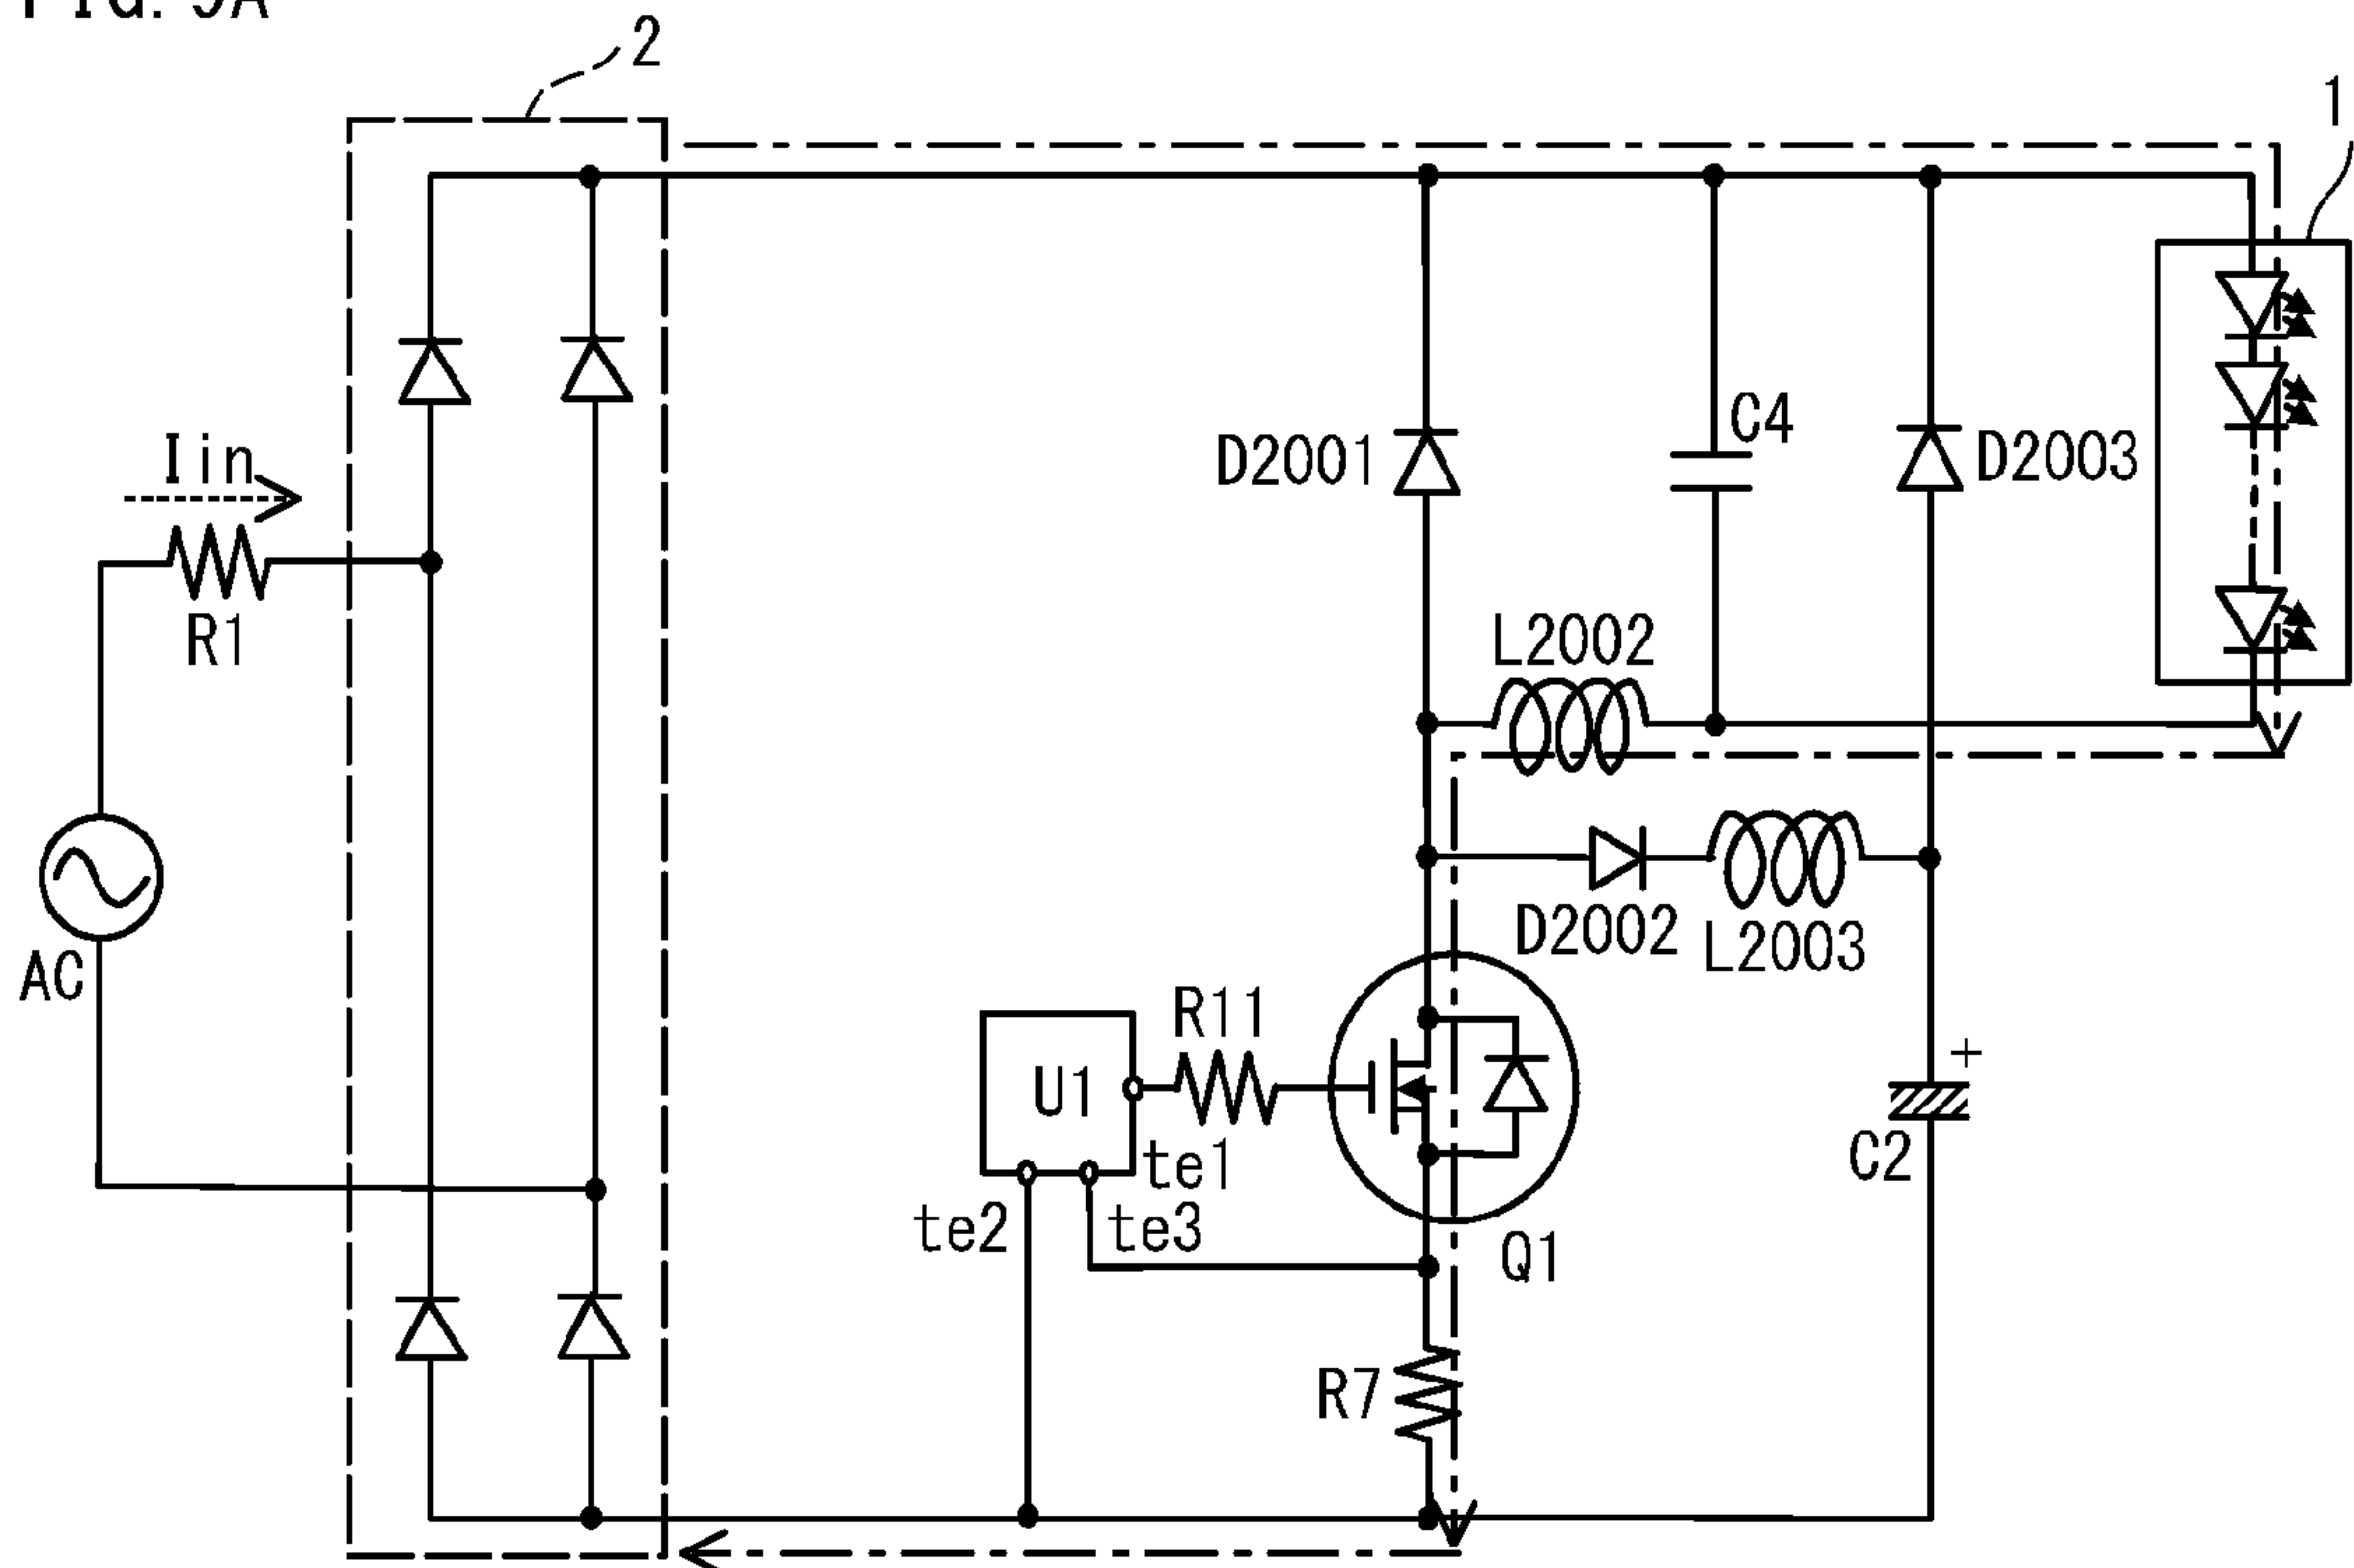 2
1
Iin
R1
AC
D2001
C4
D2003
L2002
D2002
L2003
R11
U1
te1
te2
te3
Q1
+
C2
R7